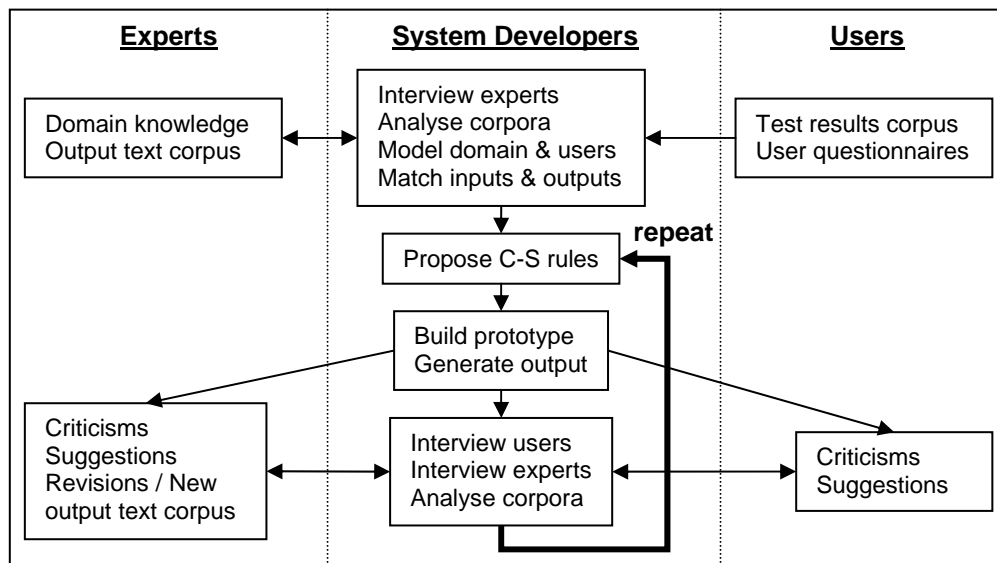 Experts
System Developers
Users
Domain knowledge
Output text corpus
Interview experts
Analyse corpora
Model domain & users
Match inputs & outputs
Test results corpus
User questionnaires
repeat
Propose C-S rules
Build prototype
Generate output
Criticisms
Suggestions
Revisions / New
output text corpus
Interview users
Interview experts
Analyse corpora
Criticisms
Suggestions